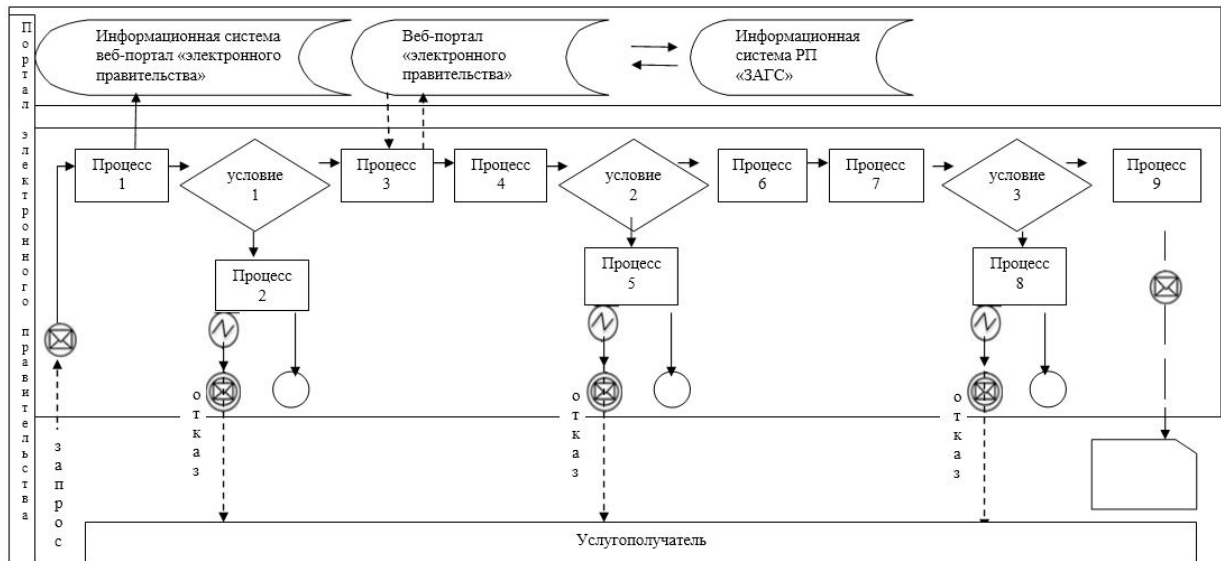 Портал электронного правительства
Информационная система
веб-портал «электронного
правительства»
Веб-портал
«электронного
правительства»
Информационная
система РП
«ЗАГС»
Процесс
1
условие
1
Процесс
3
Процесс
4
условие
2
Процесс
6
Процесс
7
условие
3
Процесс
9
Процесс
2
Процесс
5
Процесс
8
отказ
отказ
отказ
запрос
Услугополучатель